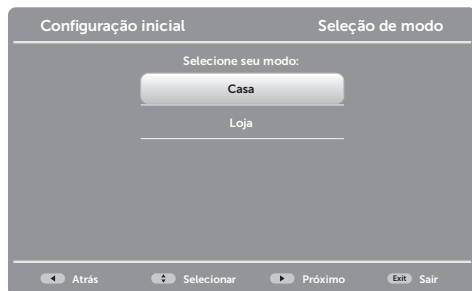 Configuração inicial Seleção de modo
Selecione seu modo:
Casa
Loja
Atrás Selecionar Próximo Exit Sair